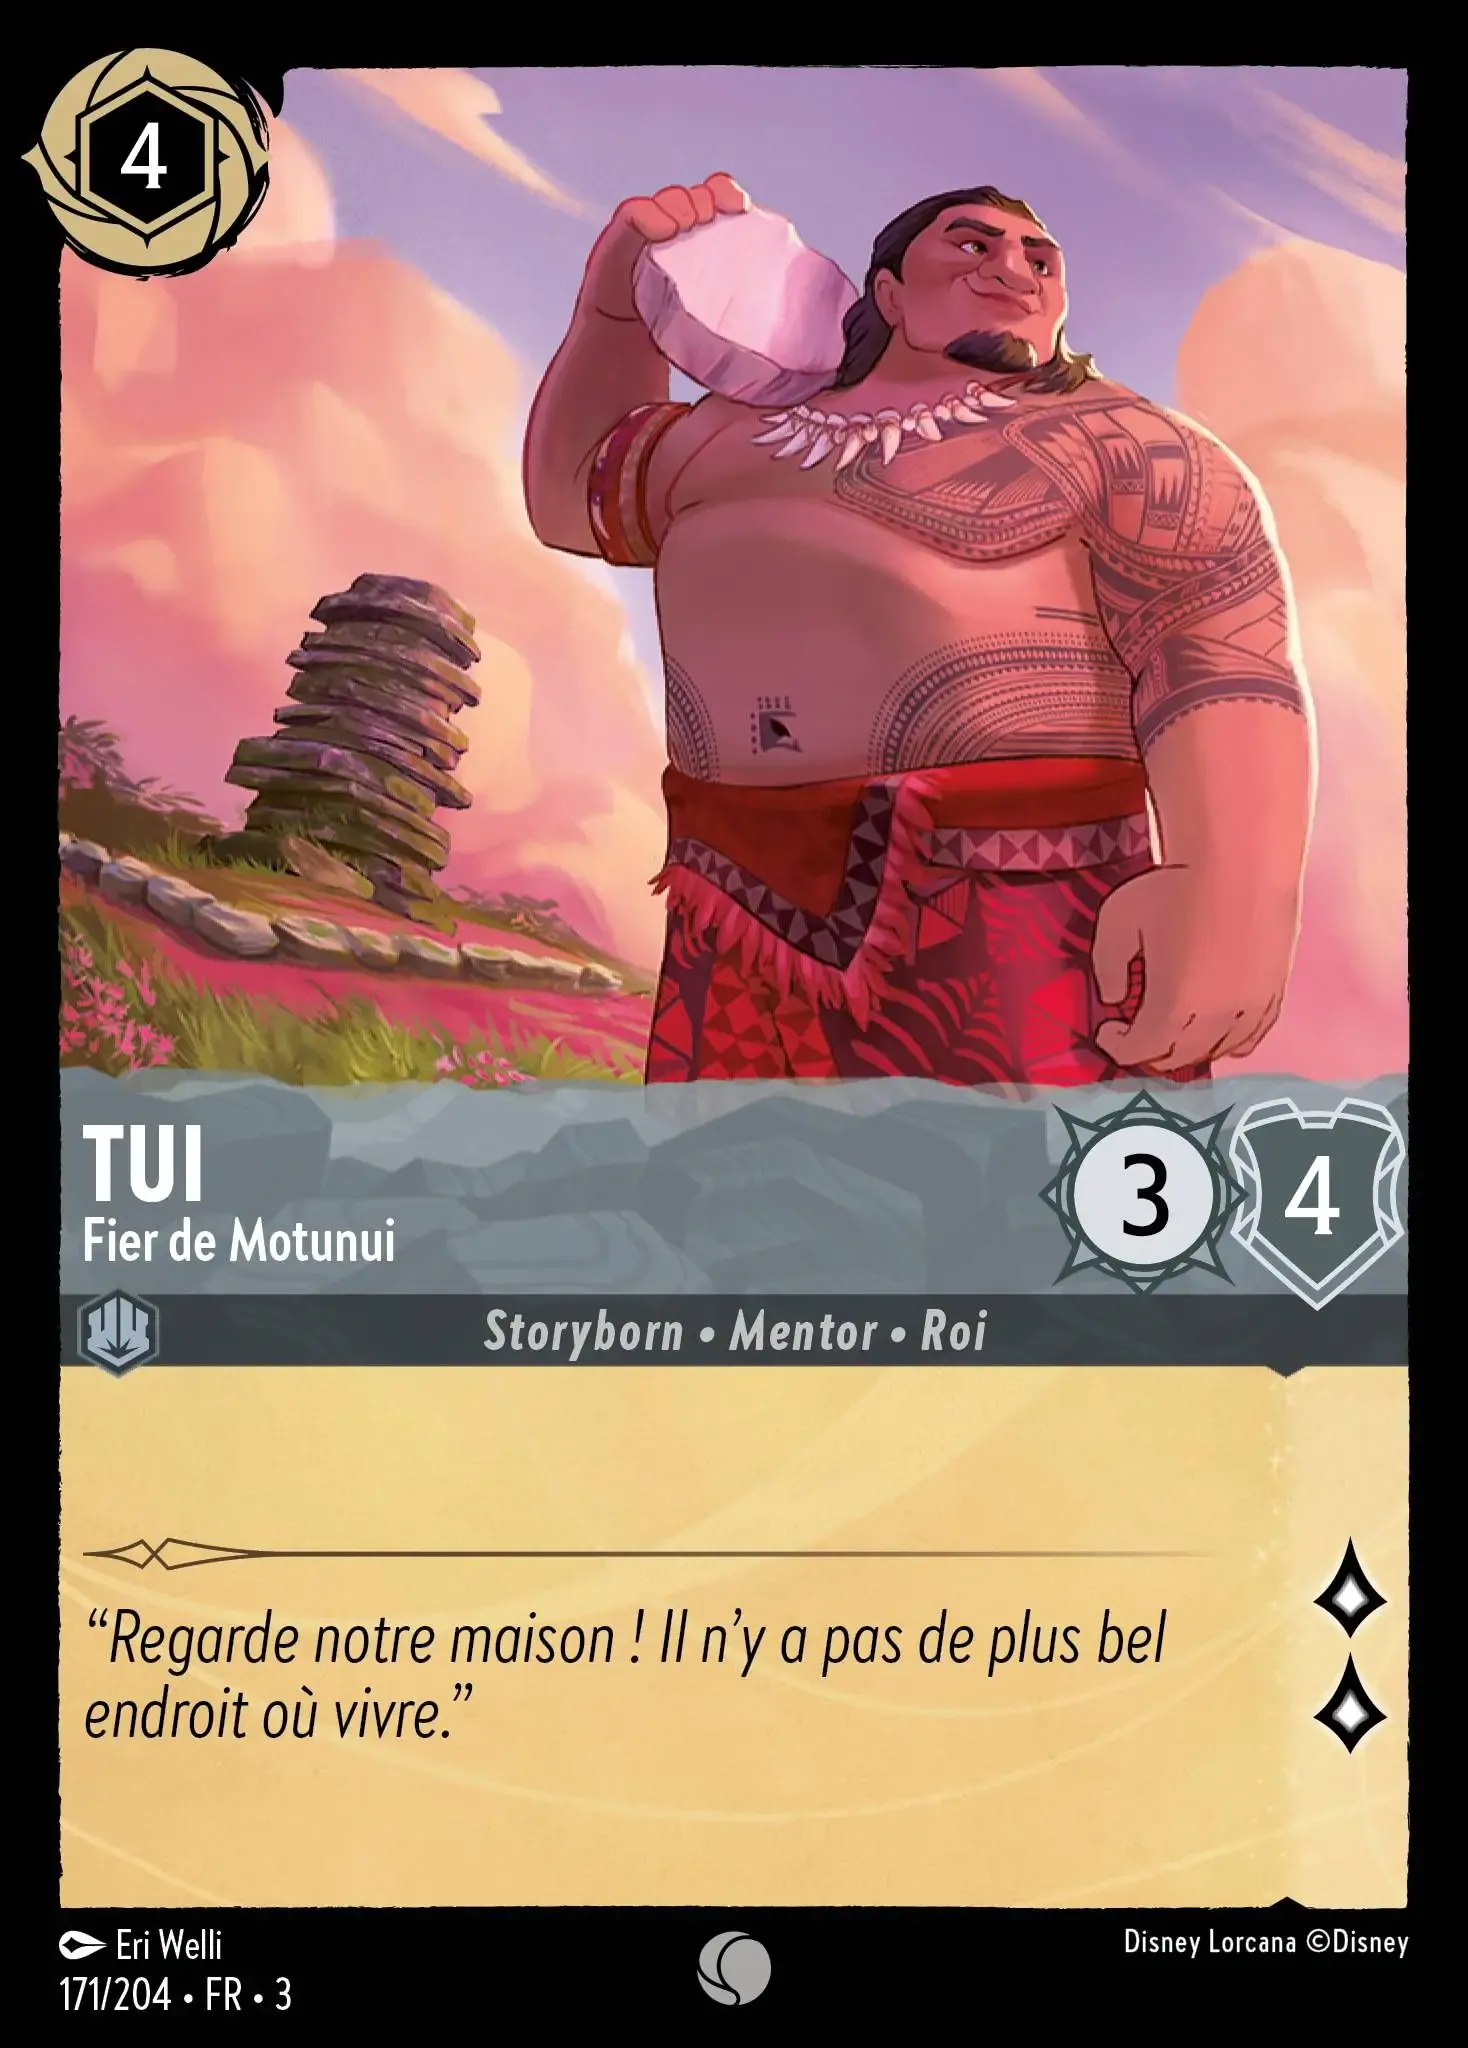 4
TUI
Fier de Motunui
3
4
Storyborn • Mentor • Roi
“Regarde notre maison ! Il n’y a pas de plus bel
endroit où vivre.”
Eri Welli
Disney Lorcana ©Disney
171/204 • FR • 3